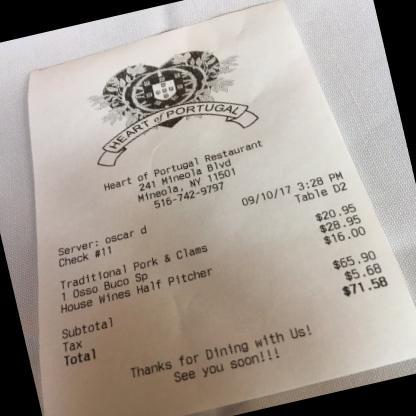 HEART of PORTUGAL
Heart of Portugal Restaurant
241 Mineola Blvd
Mineola, NY 11501
516-742-9797
09/10/17 3:28 PM
Server: oscar d Table D2
Check #11
Traditional Pork & Clams $20.95
1 Osso Buco Sp $28.95
House Wines Half Pitcher $16.00
Subtotal $65.90
Tax $5.68
Total $71.58
Thanks for Dining with Us!
See you soon!!!